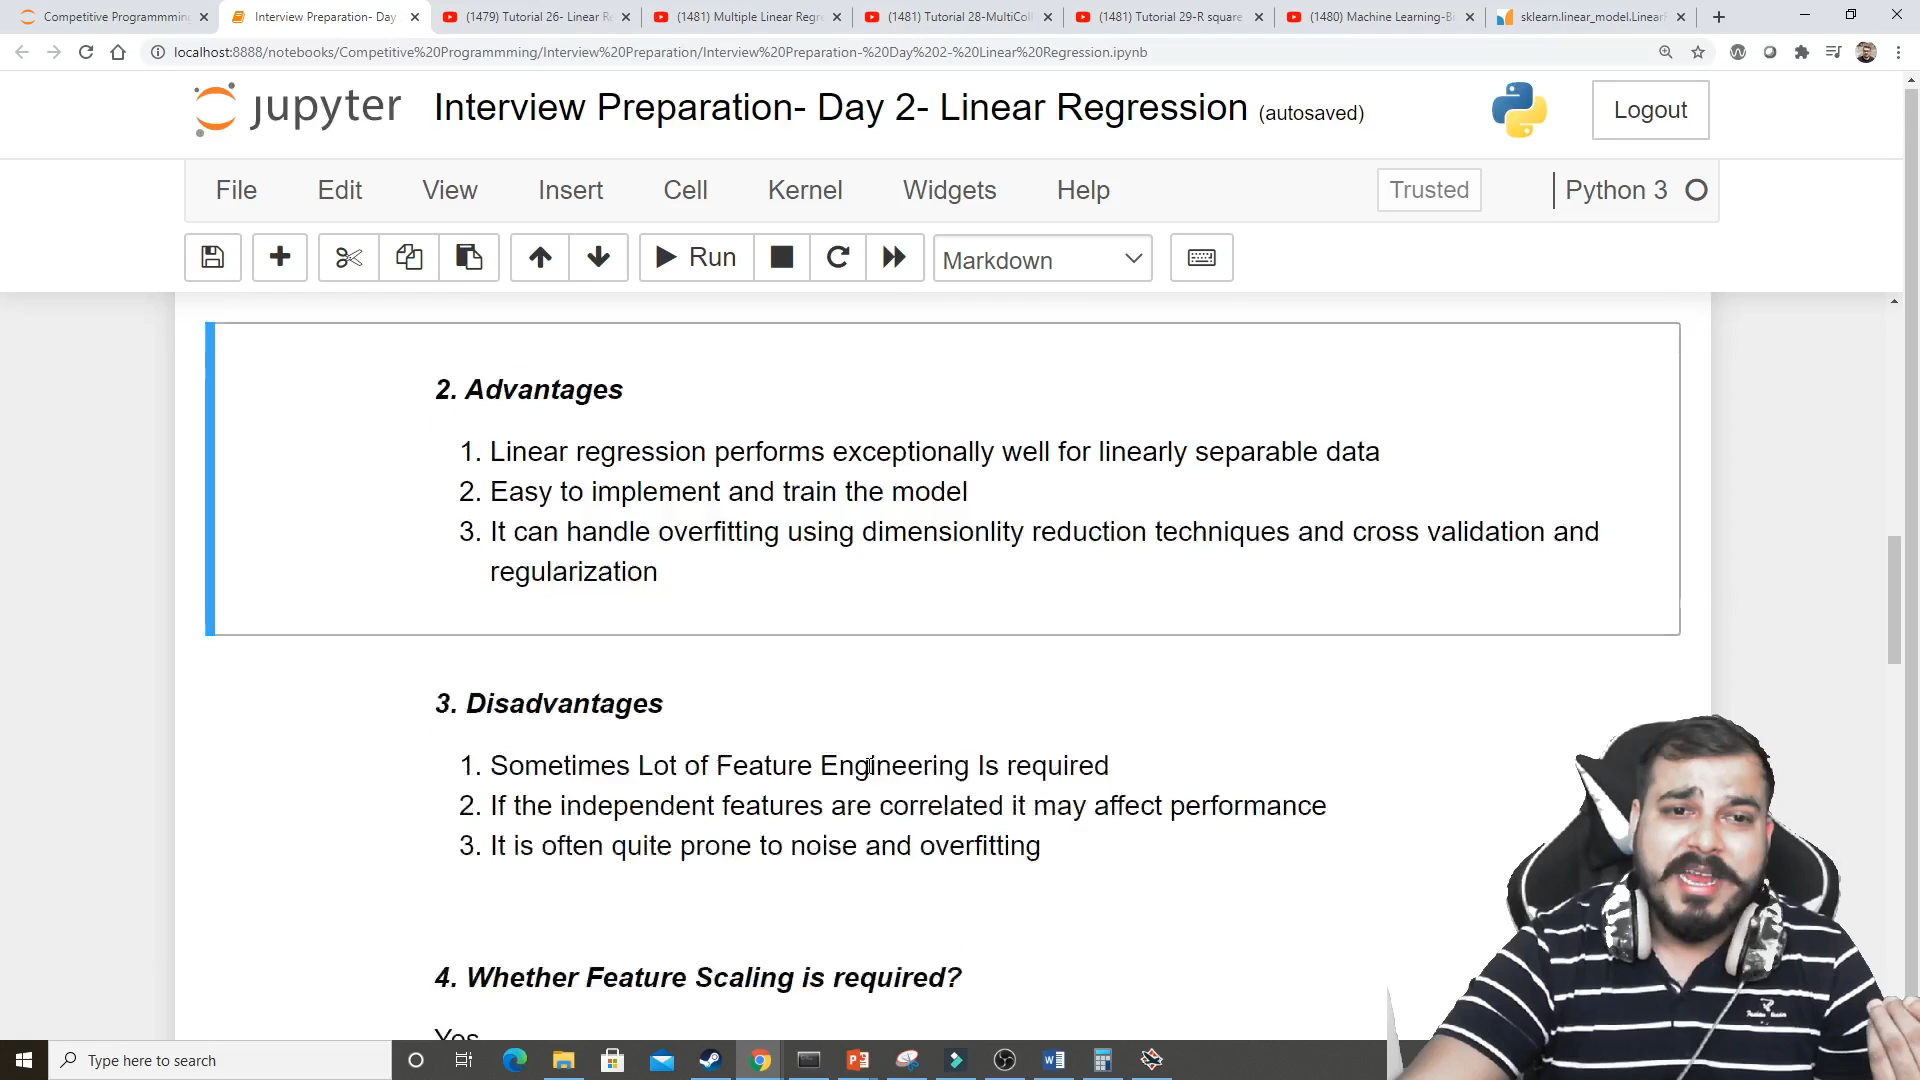 Competitive Programmming
Interview Preparation- Day
(1479) Tutorial 26- Linear R
(1481) Multiple Linear Regr
(1481) Tutorial 28-MultiCol
(1481) Tutorial 29-R square
(1480) Machine Learning-B
sklearn.linear_model.Linear
localhost:8888/notebooks/Competitive%20Programmming/Interview%20Preparation/Interview%20Preparation-%20Day%202-%20Linear%20Regression.ipynb
jupyter Interview Preparation- Day 2- Linear Regression (autosaved) Logout
File Edit View Insert Cell Kernel Widgets Help Trusted Python 3
Run Markdown
2. Advantages
1. Linear regression performs exceptionally well for linearly separable data
2. Easy to implement and train the model
3. It can handle overfitting using dimensionlity reduction techniques and cross validation and
regularization
3. Disadvantages
1. Sometimes Lot of Feature Engineering Is required
2. If the independent features are correlated it may affect performance
3. It is often quite prone to noise and overfitting
4. Whether Feature Scaling is required?
Yes
Type here to search